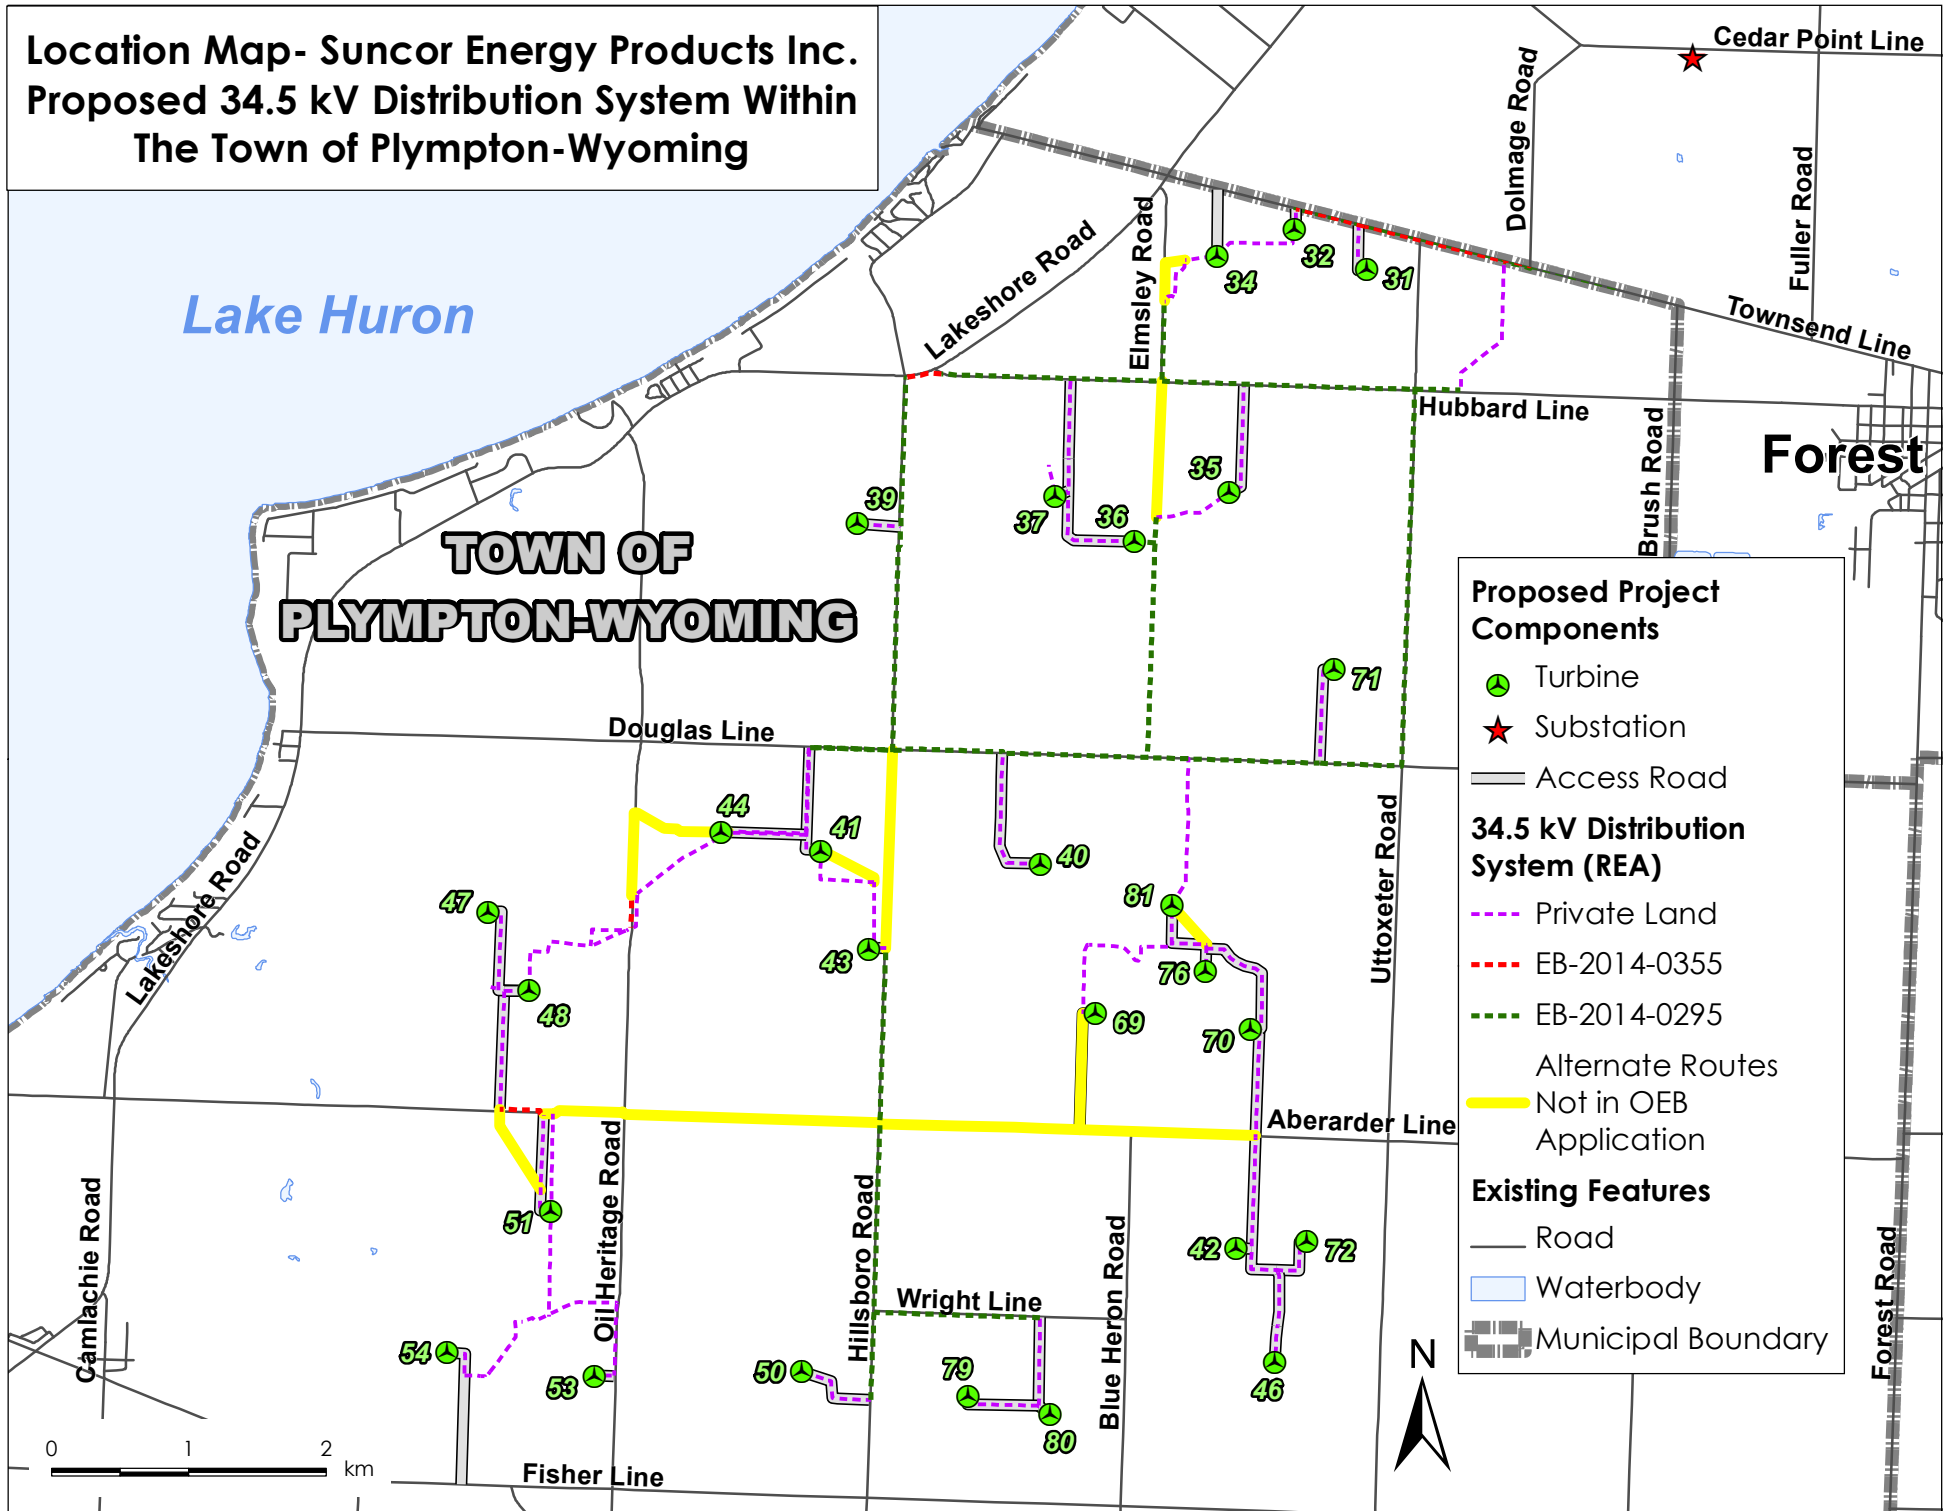 Location Map- Suncor Energy Products Inc.
Proposed 34.5 kV Distribution System Within
The Town of Plympton-Wyoming
Cedar Point Line
Dolmage Road
Fuller Road
Elmsley Road
Lakeshore Road
Lake Huron
32
34
31
Townsend Line
Hubbard Line
Brush Road
Forest
35
39
37
36
TOWN OF
PLYMPTON-WYOMING
71
Douglas Line
44
41
40
Uttoxeter Road
Lakeshore Road
47
81
43
76
48
69
70
Aberarder Line
51
Oil Heritage Road
Camlachie Road
Hillsboro Road
Blue Heron Road
42
72
Wright Line
54
53
50
79
80
46
Forest Road
Fisher Line
Proposed Project
Components
Turbine
Substation
Access Road
34.5 kV Distribution
System (REA)
Private Land
EB-2014-0355
EB-2014-0295
Alternate Routes
Not in OEB
Application
Existing Features
Road
Waterbody
Municipal Boundary
N
0 1 2
km